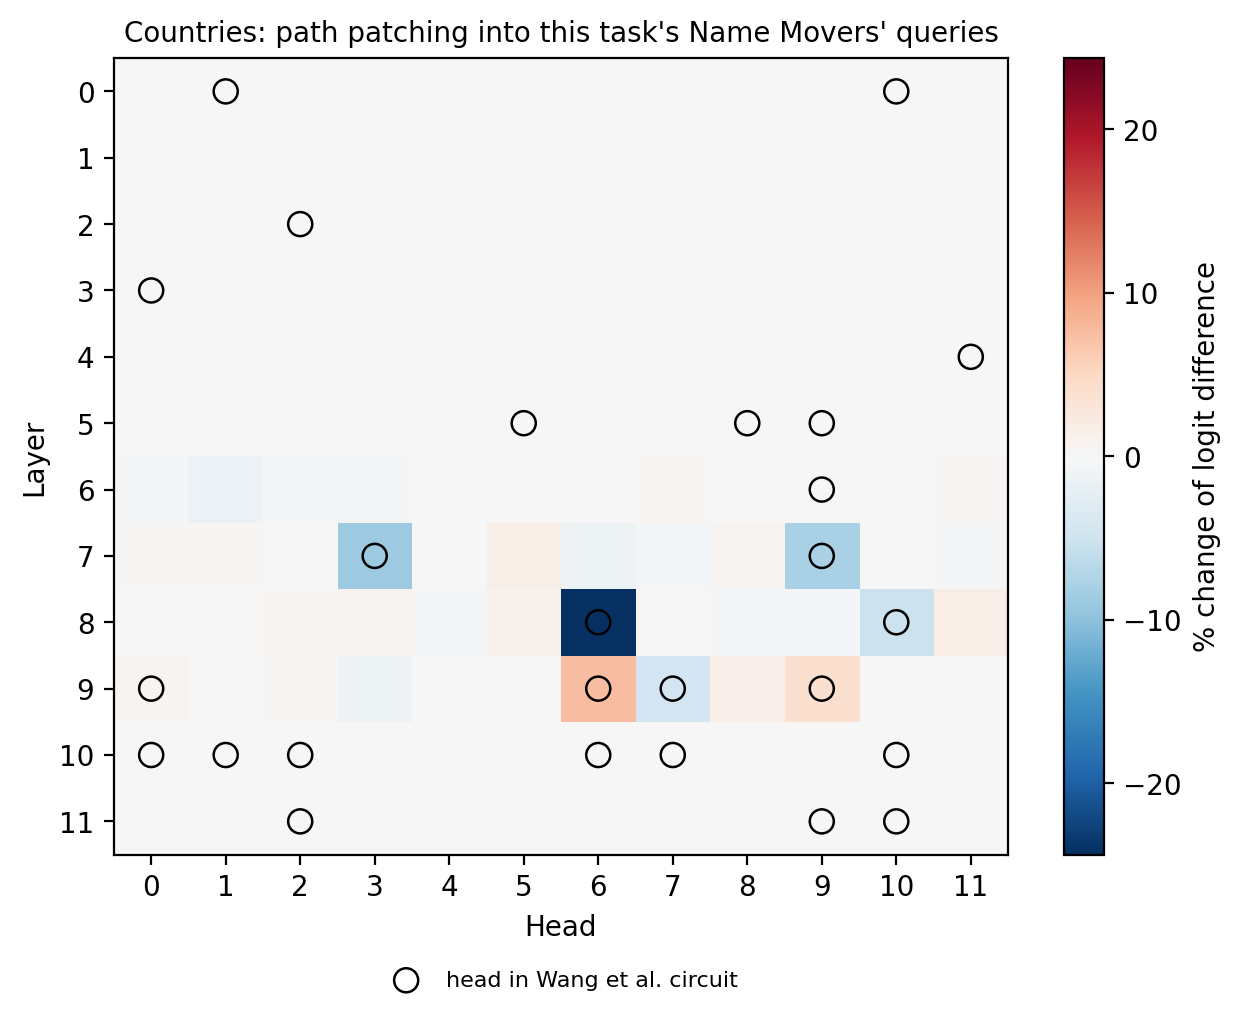 Countries: path patching into this task's Name Movers' queries
0
1
2
3
4
5
6
7
8
9
10
11
Layer
0 1 2 3 4 5 6 7 8 9 10 11
Head
20
10
0
−10
−20
% change of logit difference
head in Wang et al. circuit